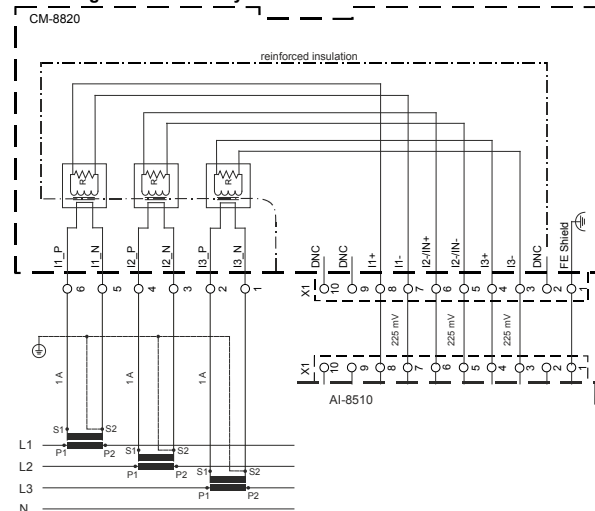 CM-8820
reinforced insulation
R R R
I1_P I1_N I2_P I2_N I3_P I3_N
DNC DNC I1+ I1- I2-/IN+ I2-/IN- I3+ I3- DNC FE Shield
6 5 4 3 2 1
X1 10 9 8 7 6 5 4 3 2 1
225 mV 225 mV 225 mV
1 A 1 A 1 A
X1 10 9 8 7 6 5 4 3 2 1
AI-8510
S1 S2
L1 P1 P2
S1 S2
L2 P1 P2
S1 S2
L3 P1 P2
N